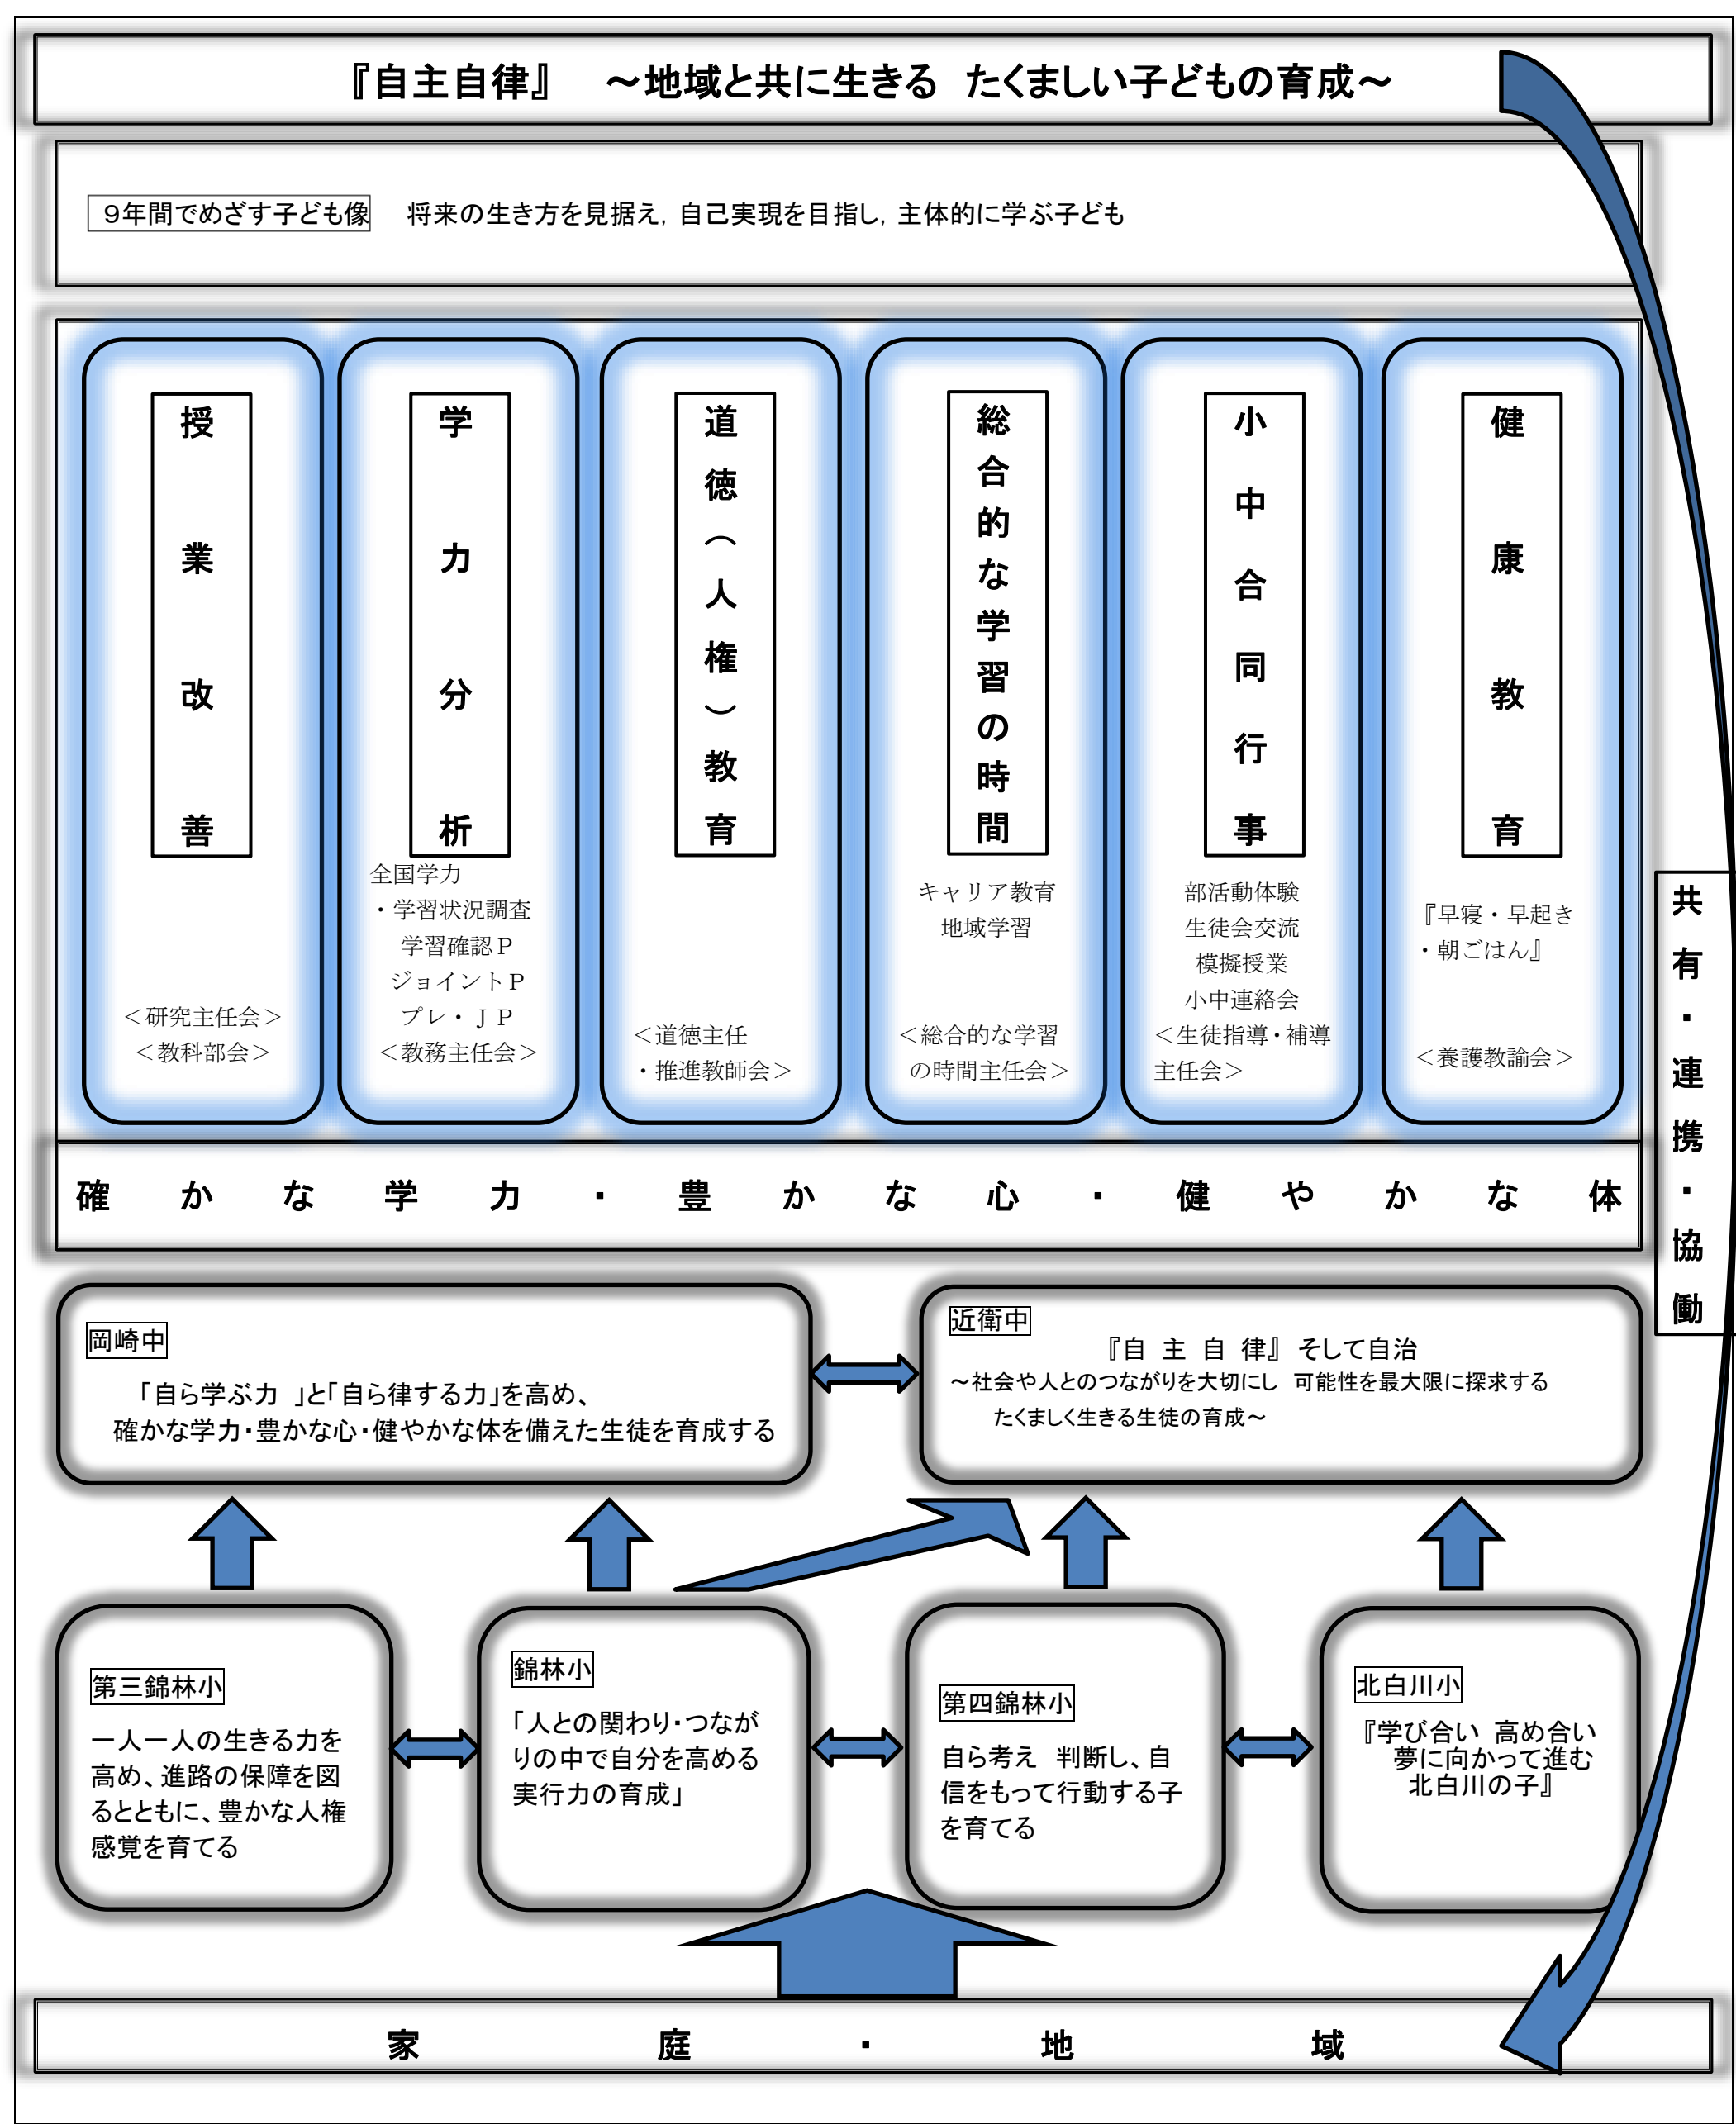 『自主自律』　～地域と共に生きる　たくましい子どもの育成～
９年間でめざす子ども像　将来の生き方を見据え，自己実現を目指し，主体的に学ぶ子ども
授業改善
＜研究主任会＞
＜教科部会＞
学力分析
全国学力
・学習状況調査
学習確認Ｐ
ジョイントＰ
プレ・ＪＰ
＜教務主任会＞
道徳（人権）教育
＜道徳主任
・推進教師会＞
総合的な学習の時間
キャリア教育
地域学習
＜総合的な学習
の時間主任会＞
小中合同行事
部活動体験
生徒会交流
模擬授業
小中連絡会
＜生徒指導・補導
主任会＞
健康教育
『早寝・早起き
・朝ごはん』
＜養護教諭会＞
共有・連携・協働
確かな学力・豊かな心・健やかな体
岡崎中
「自ら学ぶ力　」と「自ら律する力」を高め、
確かな学力・豊かな心・健やかな体を備えた生徒を育成する
近衛中
『自　主　自　律』　そして自治
～社会や人とのつながりを大切にし　可能性を最大限に探求する
たくましく生きる生徒の育成～
第三錦林小
一人一人の生きる力を
高め、進路の保障を図
るとともに、豊かな人権
感覚を育てる
錦林小
「人との関わり・つなが
りの中で自分を高める
実行力の育成」
第四錦林小
自ら考え　判断し、自
信をもって行動する子
を育てる
北白川小
『学び合い　高め合い
夢に向かって進む
北白川の子』
家庭・地域